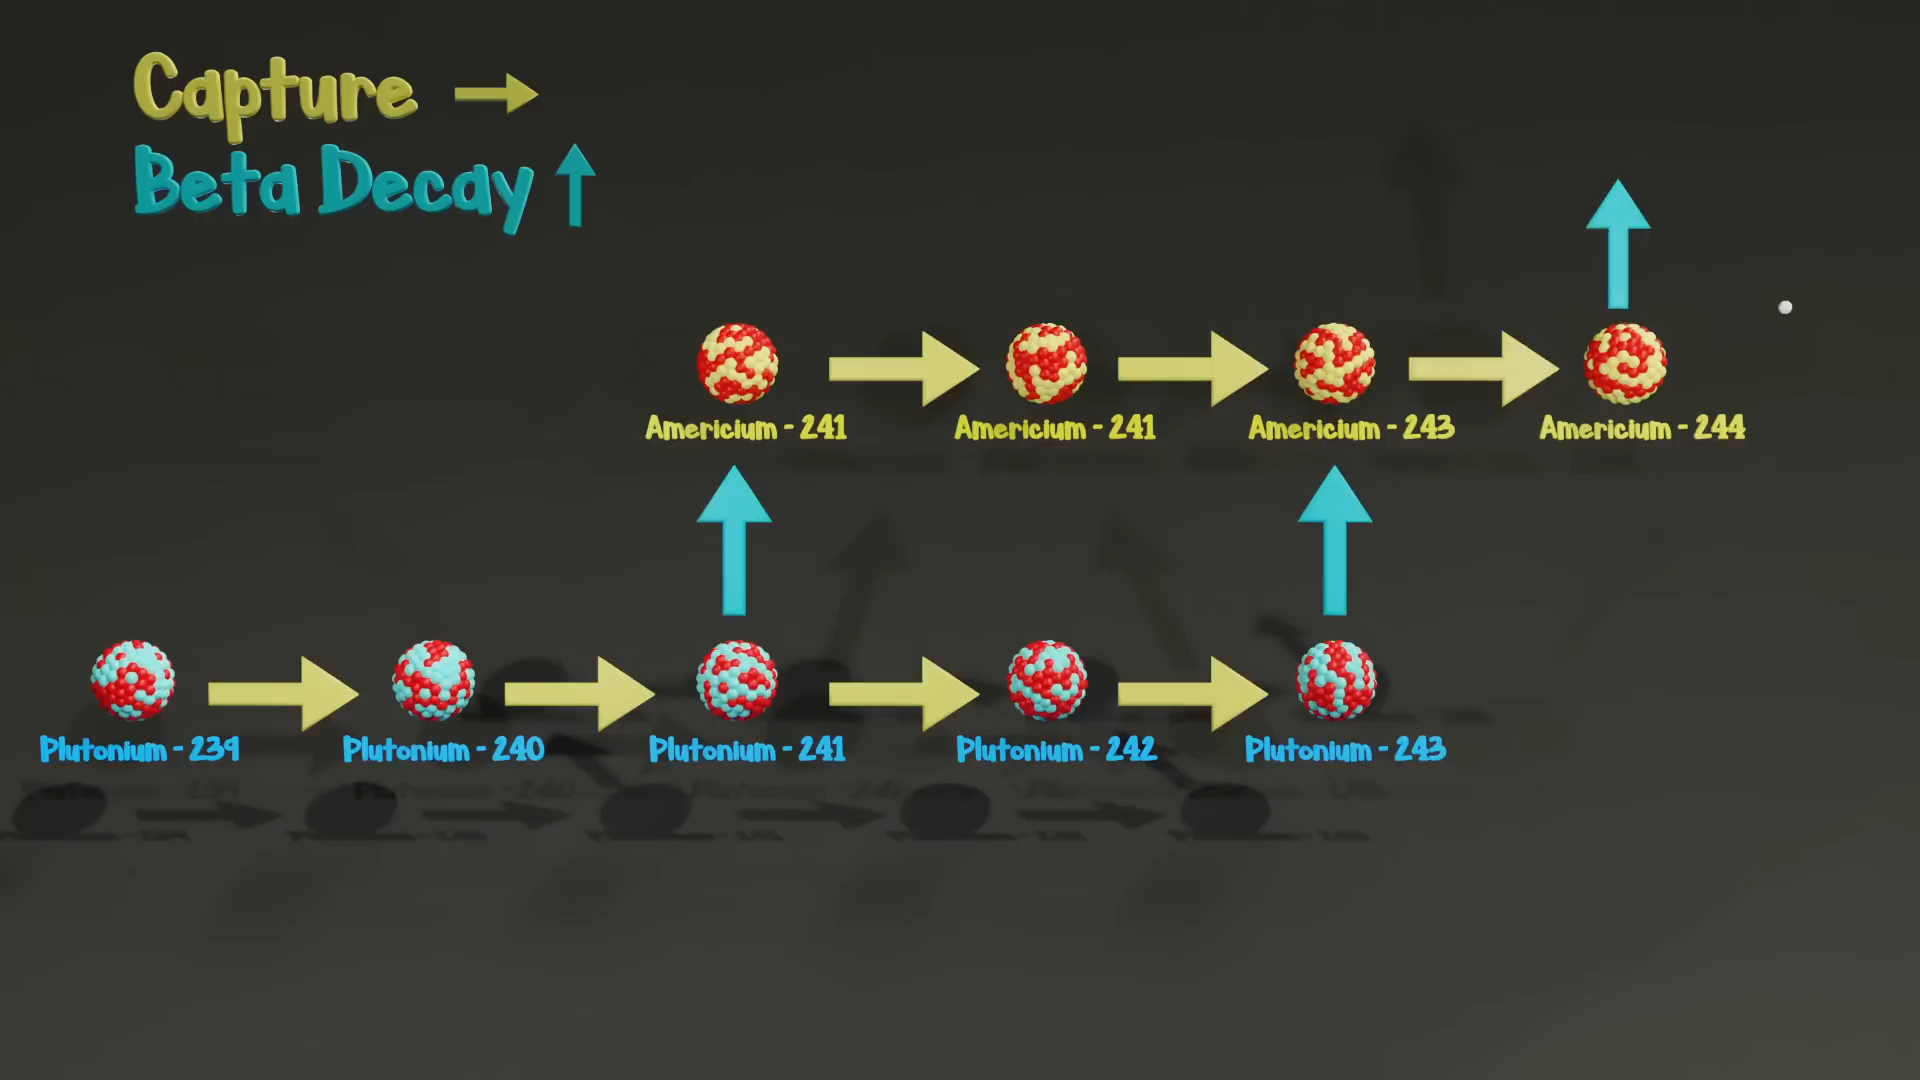 Capture
Beta Decay
Americium - 241
Americium - 241
Americium - 243
Americium - 244
Plutonium - 239
Plutonium - 240
Plutonium - 241
Plutonium - 242
Plutonium - 243